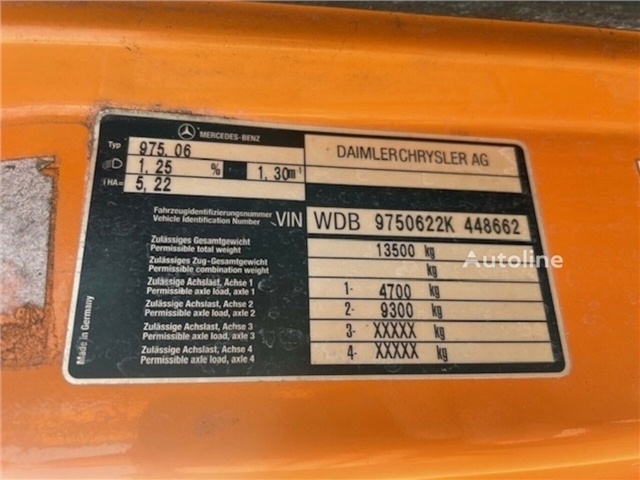 MERCEDES-BENZ
Typ 975.06
1,25 % 1,30m⁻¹
iHA= 5,22
DAIMLERCHRYSLER AG
Fahrzeugidentifizierungsnummer
Vehicle Identification Number
VIN WDB 9750622K 448662
Zulässiges Gesamtgewicht
Permissible total weight
13500 kg
Zulässiges Zug-Gesamtgewicht
Permissible combination weight
kg
Zulässige Achslast, Achse 1
Permissible axle load, axle 1
1- 4700 kg
Zulässige Achslast, Achse 2
Permissible axle load, axle 2
2- 9300 kg
Zulässige Achslast, Achse 3
Permissible axle load, axle 3
3- XXXXX kg
Zulässige Achslast, Achse 4
Permissible axle load, axle 4
4- XXXXX kg
Made in Germany
Autoline